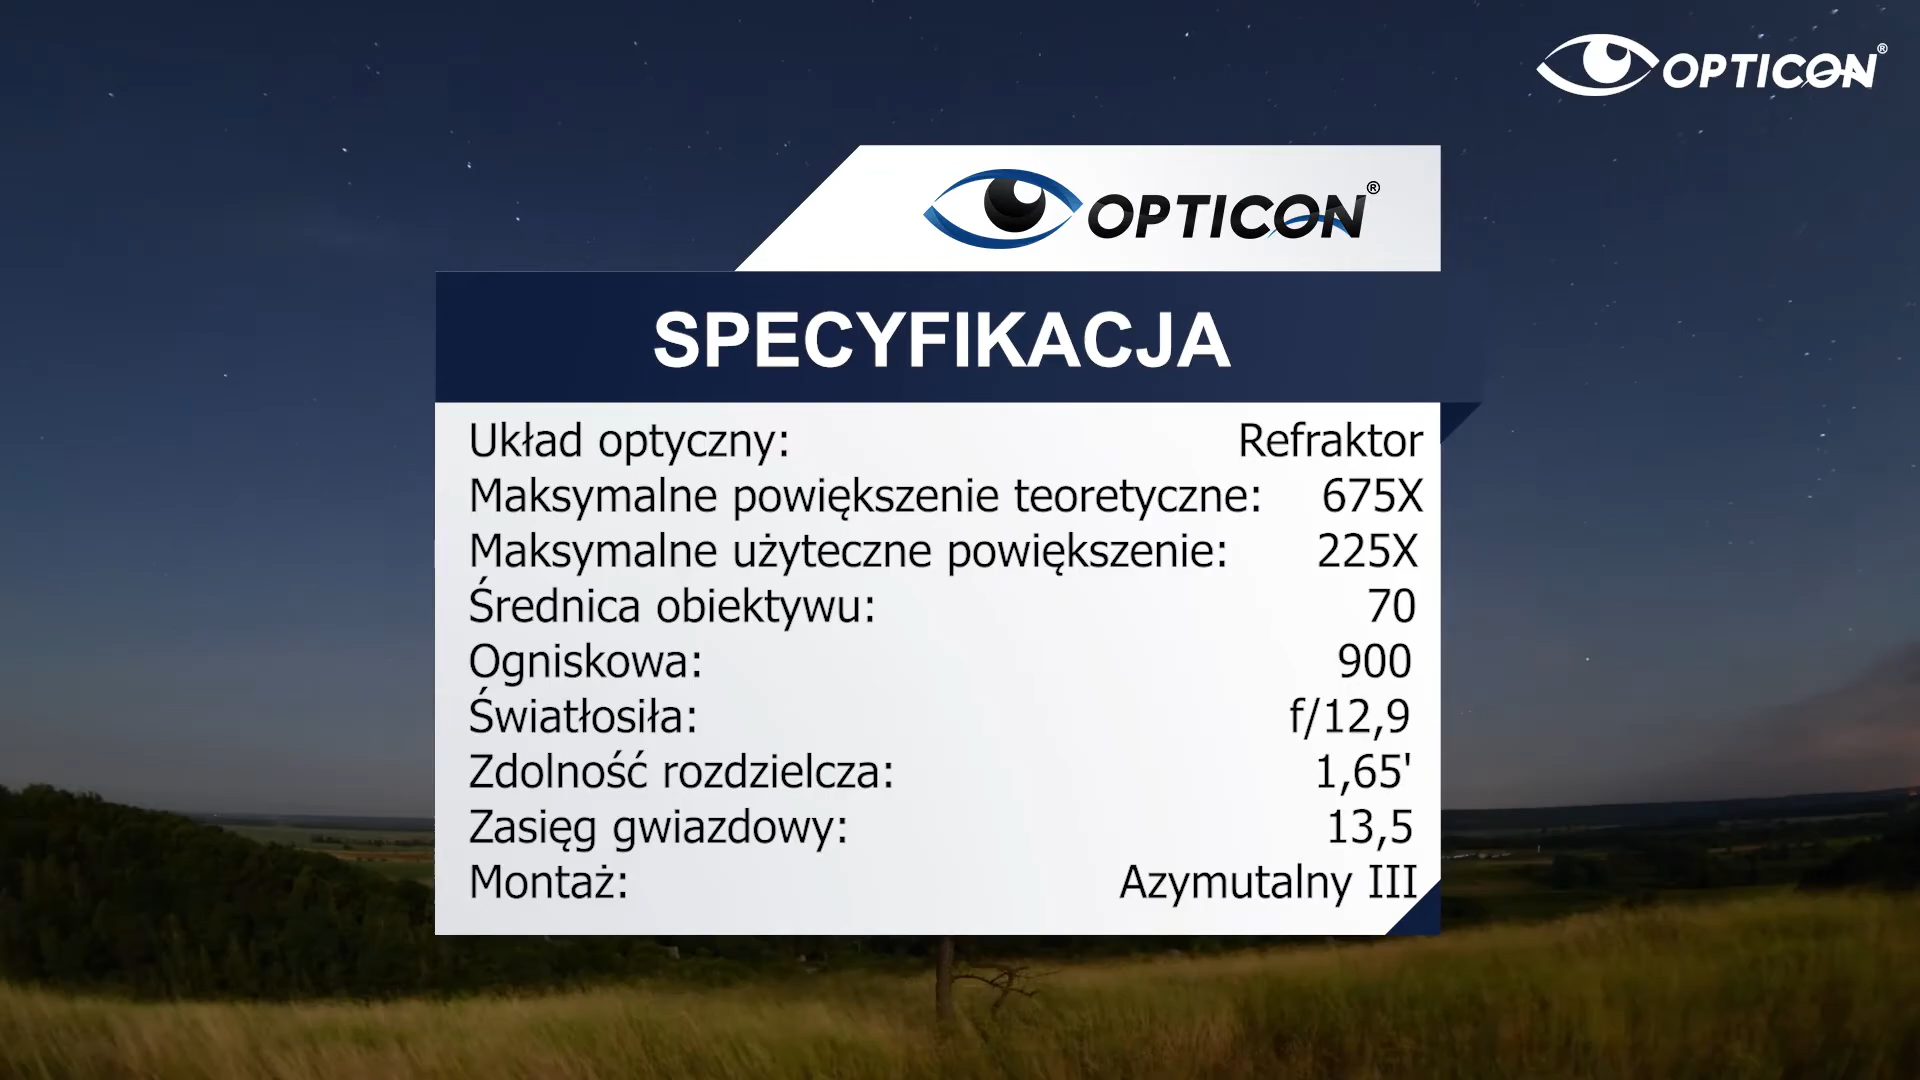 OPTICON®
OPTICON®
SPECYFIKACJA
Układ optyczny: Refraktor
Maksymalne powiększenie teoretyczne: 675X
Maksymalne użyteczne powiększenie: 225X
Średnica obiektywu: 70
Ogniskowa: 900
Światłosiła: f/12,9
Zdolność rozdzielcza: 1,65'
Zasięg gwiazdowy: 13,5
Montaż: Azymutalny III